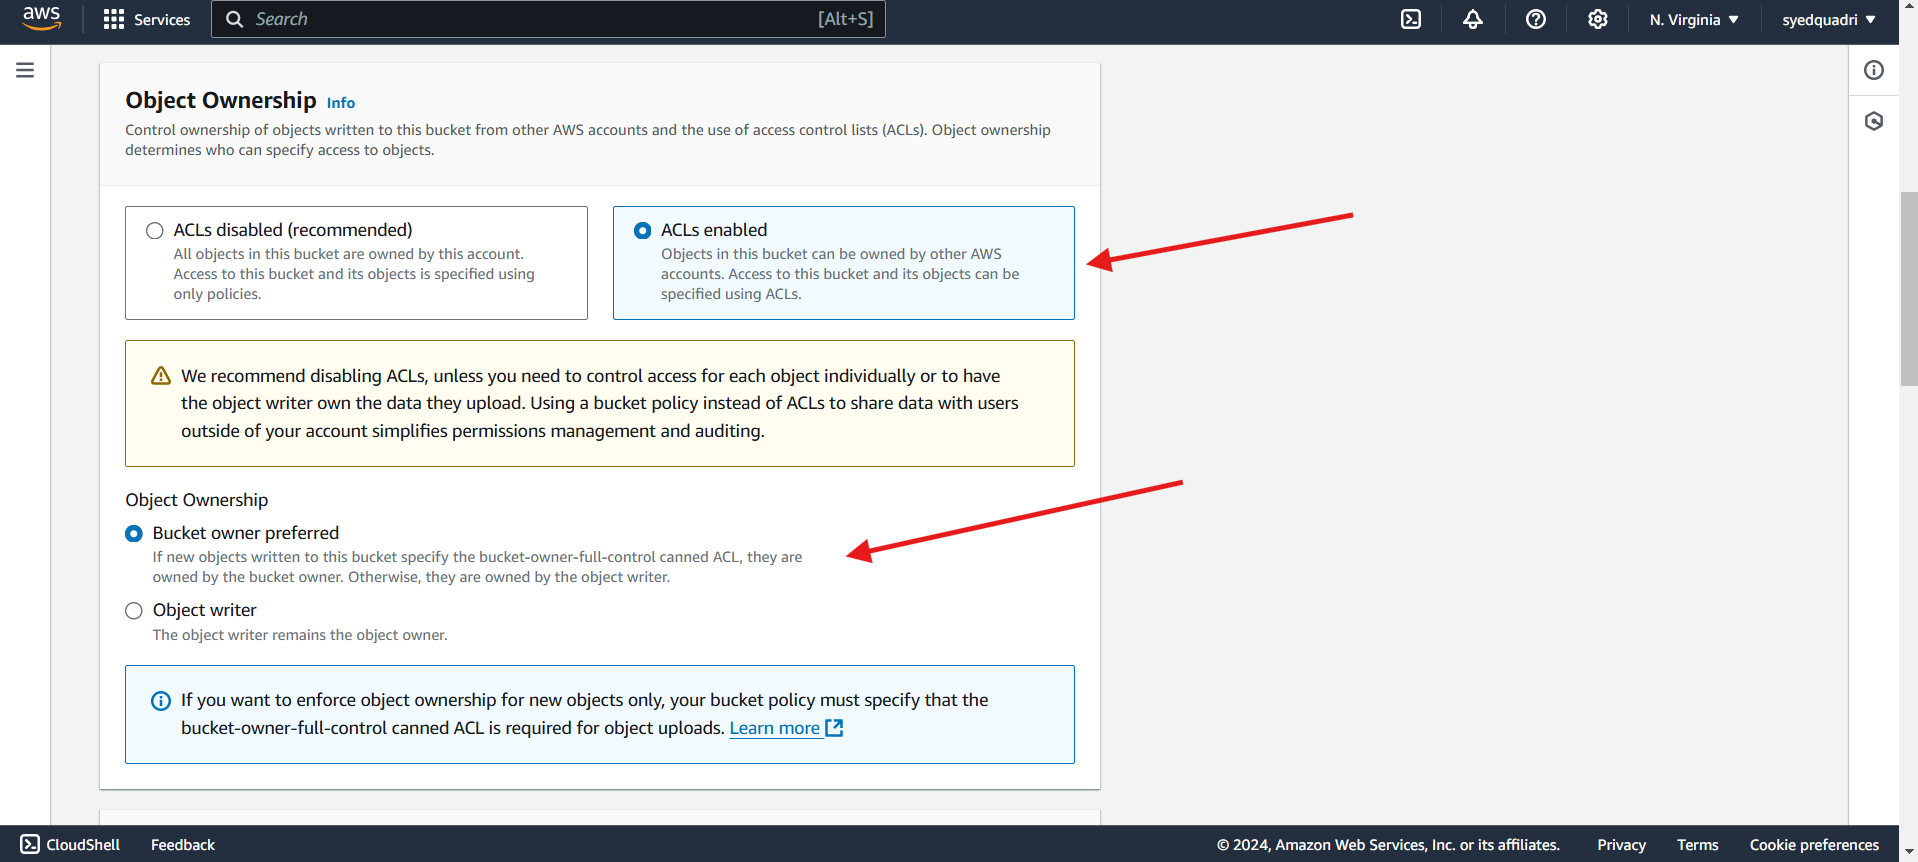 aws
Services
Search
[Alt+S]
N. Virginia
syedquadri
Object Ownership Info
Control ownership of objects written to this bucket from other AWS accounts and the use of access control lists (ACLs). Object ownership
determines who can specify access to objects.
ACLs disabled (recommended)
All objects in this bucket are owned by this account.
Access to this bucket and its objects is specified using
only policies.
ACLs enabled
Objects in this bucket can be owned by other AWS
accounts. Access to this bucket and its objects can be
specified using ACLs.
We recommend disabling ACLs, unless you need to control access for each object individually or to have
the object writer own the data they upload. Using a bucket policy instead of ACLs to share data with users
outside of your account simplifies permissions management and auditing.
Object Ownership
Bucket owner preferred
If new objects written to this bucket specify the bucket-owner-full-control canned ACL, they are
owned by the bucket owner. Otherwise, they are owned by the object writer.
Object writer
The object writer remains the object owner.
If you want to enforce object ownership for new objects only, your bucket policy must specify that the
bucket-owner-full-control canned ACL is required for object uploads. Learn more
CloudShell
Feedback
© 2024, Amazon Web Services, Inc. or its affiliates.
Privacy
Terms
Cookie preferences